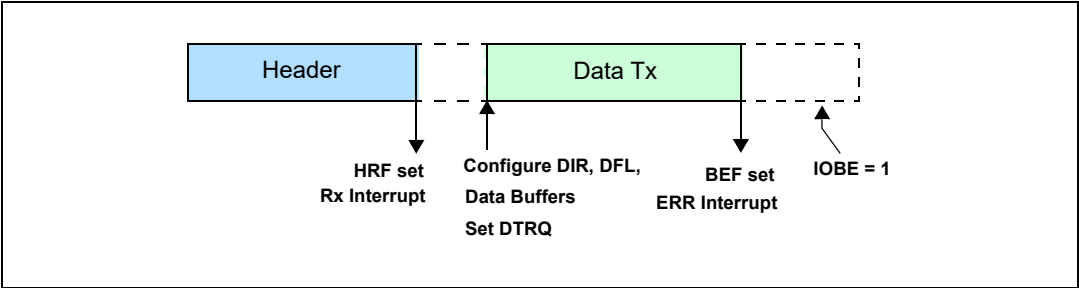 Header
Data Tx
HRF set
Rx Interrupt
Configure DIR, DFL,
Data Buffers
Set DTRQ
BEF set
ERR Interrupt
IOBE = 1